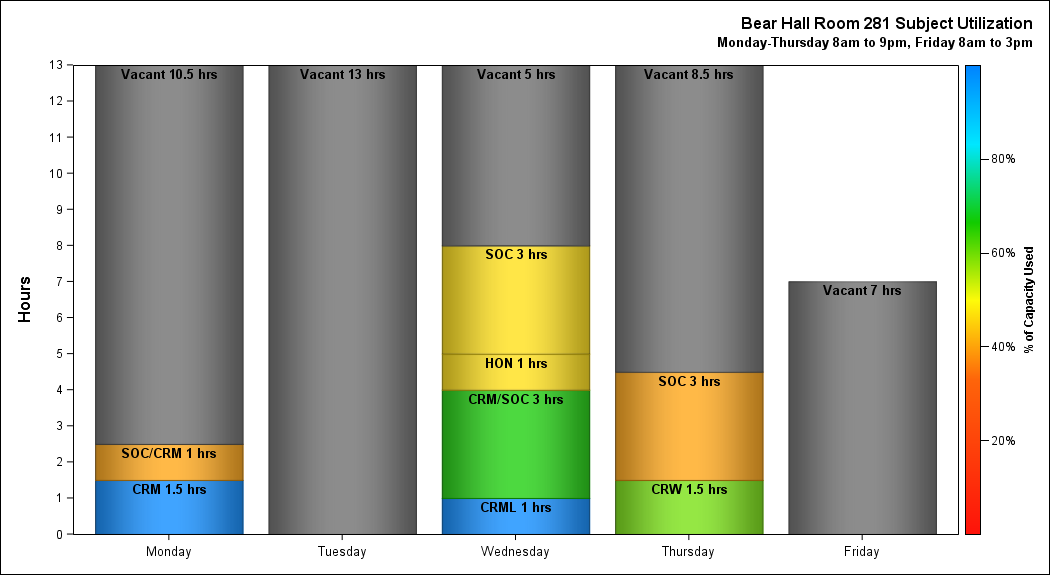 Bear Hall Room 281 Subject Utilization
Monday-Thursday 8am to 9pm, Friday 8am to 3pm
Hours
13
12
11
10
9
8
7
6
5
4
3
2
1
0
Vacant 10.5 hrs
SOC/CRM 1 hrs
CRM 1.5 hrs
Vacant 13 hrs
Vacant 5 hrs
SOC 3 hrs
HON 1 hrs
CRM/SOC 3 hrs
CRML 1 hrs
Vacant 8.5 hrs
SOC 3 hrs
CRW 1.5 hrs
Vacant 7 hrs
Monday
Tuesday
Wednesday
Thursday
Friday
80%
60%
40%
20%
% of Capacity Used